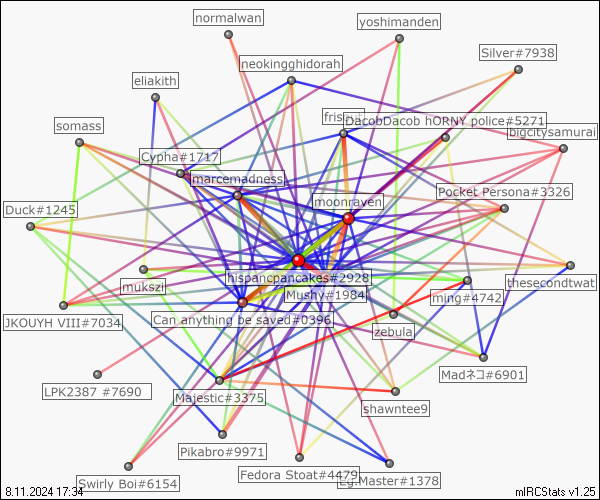 normalwan
yoshimanden
Silver#7938
neokingghidorah
eliakith
DacobDacob hORNY police#5271
somass
bigcitysamurai
Cypha#1717
marcemadness
Pocket Persona#3326
moonraven
Duck#1245
hispancpancakes#2928
thesecondtwat
mukszi
Mushy#1984
ming#4742
JKOUYH VIII#7034
Can anything be saved#0396
zebula
Madネコ#6901
LPK2387 #7690
Majestic#3375
shawntee9
Pikabro#9971
Fedora Stoat#4479
Swirly Boi#6154
8.11.2024 17:34
mIRCStats v1.25